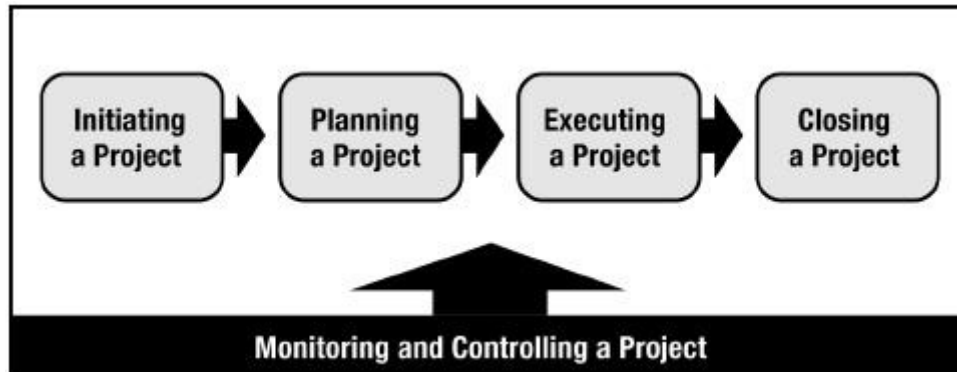 Initiating
a Project
Planning
a Project
Executing
a Project
Closing
a Project
Monitoring and Controlling a Project